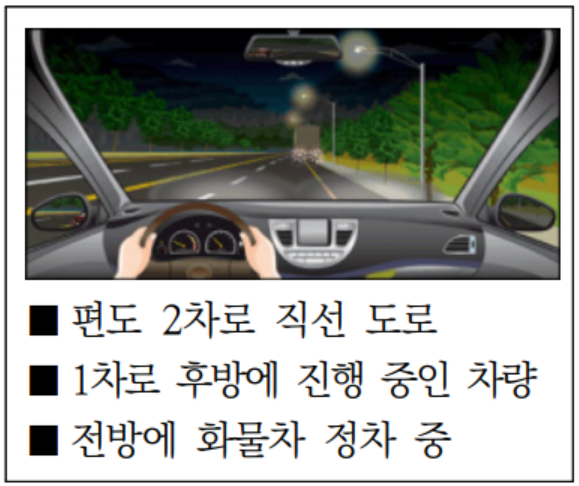 ■ 편도 2차로 직선 도로
■ 1차로 후방에 진행 중인 차량
■ 전방에 화물차 정차 중